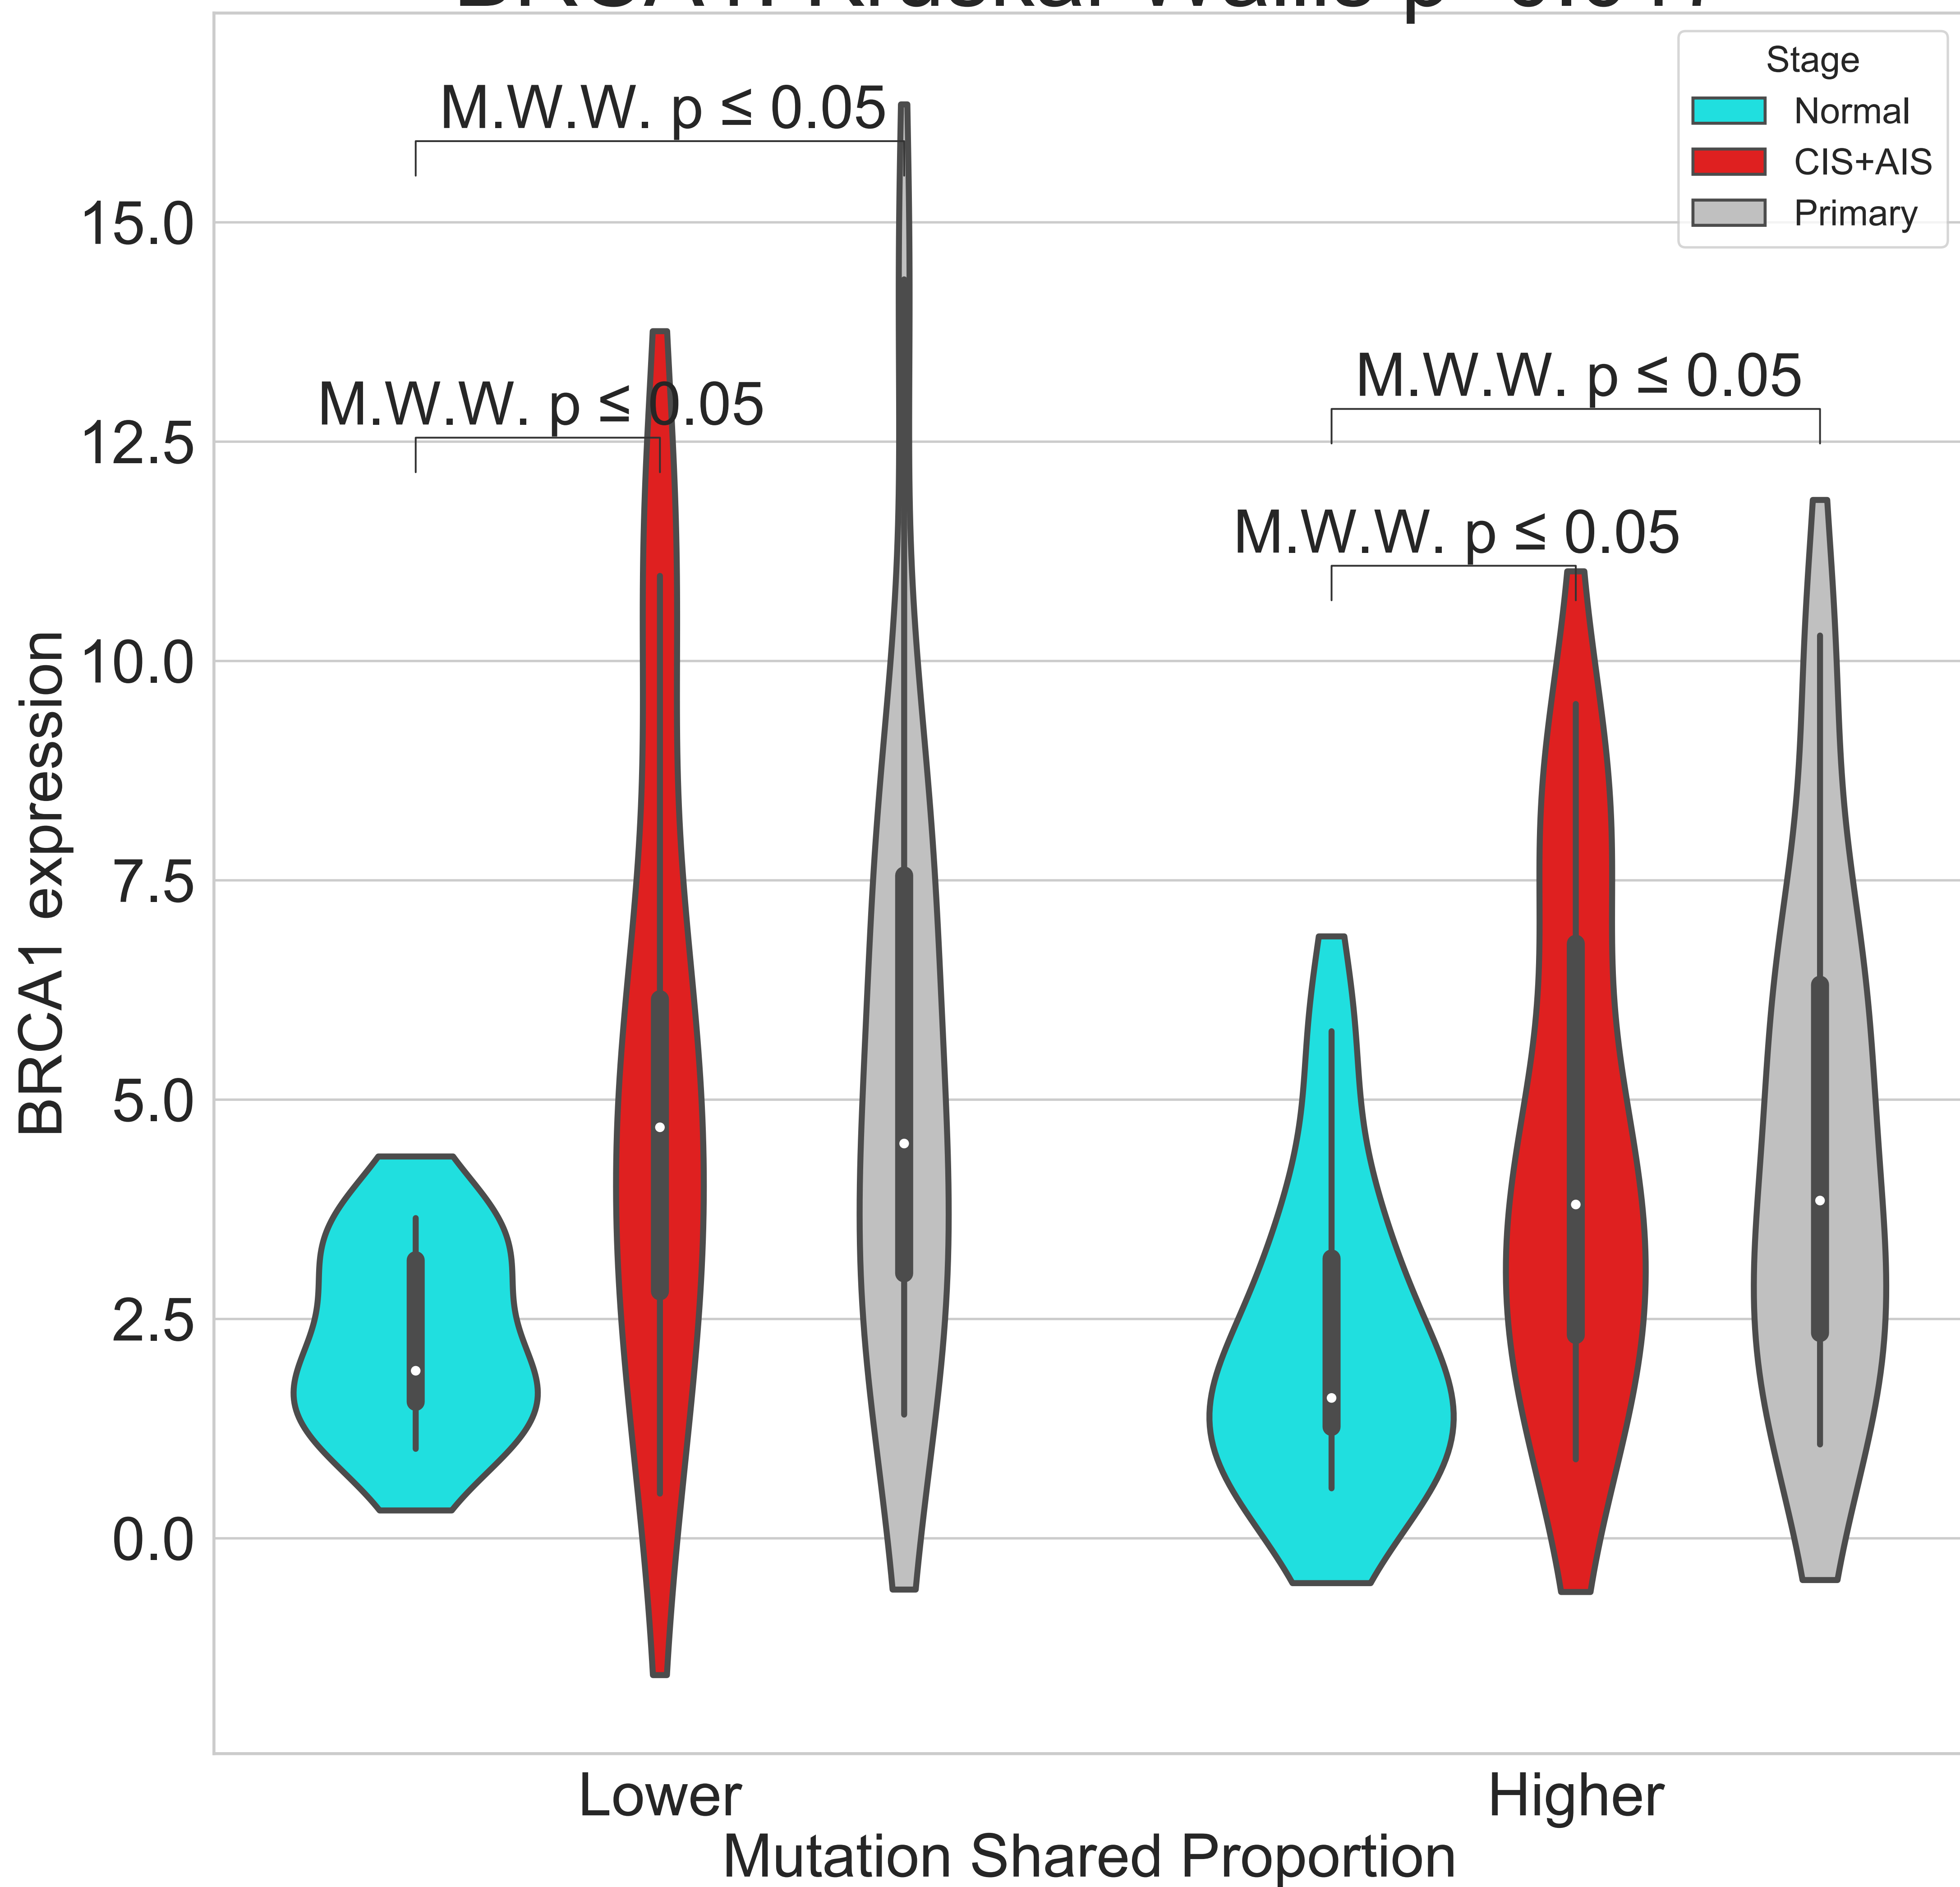 Stage
Normal
CIS+AIS
Primary
M.W.W. p ≤ 0.05
M.W.W. p ≤ 0.05
M.W.W. p ≤ 0.05
M.W.W. p ≤ 0.05
15.0
12.5
10.0
7.5
5.0
2.5
0.0
BRCA1 expression
Lower
Higher
Mutation Shared Proportion